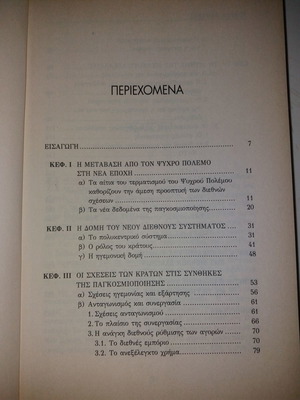 ΠΕΡΙΕΧΟΜΕΝΑ
ΕΙΣΑΓΩΓΗ 7
ΚΕΦ. Ι Η ΜΕΤΑΒΑΣΗ ΑΠΟ ΤΟΝ ΨΥΧΡΟ ΠΟΛΕΜΟ
ΣΤΗ ΝΕΑ ΕΠΟΧΗ 11
α) Τα αίτια του τερματισμού του Ψυχρού Πολέμου
καθορίζουν την άμεση προοπτική των διεθνών
σχέσεων 11
β) Τα νέα δεδομένα της παγκοσμιοποίησης 20
ΚΕΦ. ΙΙ Η ΔΟΜΗ ΤΟΥ ΝΕΟΥ ΔΙΕΘΝΟΥΣ ΣΥΣΤΗΜΑΤΟΣ 31
α) Το πολυκεντρικό σύστημα 31
β) Ο ρόλος του κράτους 41
γ) Η ηγεμονική δομή 48
ΚΕΦ. ΙΙΙ ΟΙ ΣΧΕΣΕΙΣ ΤΩΝ ΚΡΑΤΩΝ ΣΤΙΣ ΣΥΝΘΗΚΕΣ
ΤΗΣ ΠΑΓΚΟΣΜΙΟΠΟΙΗΣΗΣ 53
α) Σχέσεις ηγεμονίας και εξάρτησης 56
β) Ανταγωνισμός και συνεργασία 61
1. Σχέσεις ανταγωνισμού 61
2. Το πλαίσιο της συνεργασίας 66
3. Η ανάγκη διεθνούς ρύθμισης των αγορών 70
3.1. Το διεθνές εμπόριο 70
3.2. Το ανεξέλεγκτο χρήμα 79